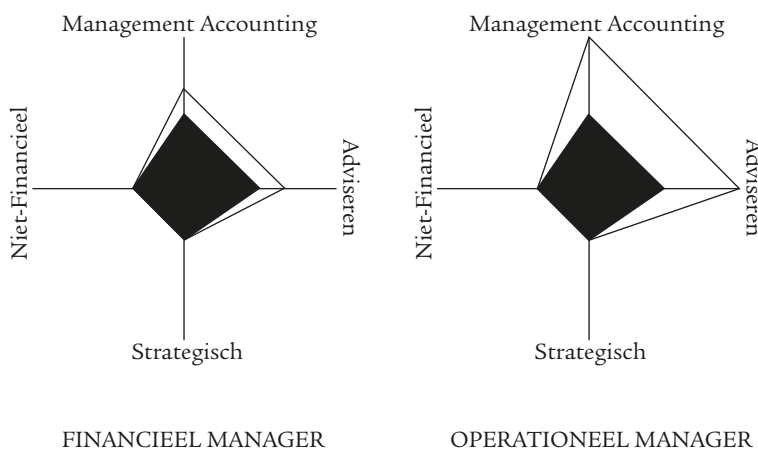 Management Accounting
Niet-Financieel
Adviseren
Strategisch
FINANCIEEL MANAGER
Management Accounting
Niet-Financieel
Adviseren
Strategisch
OPERATIONEEL MANAGER